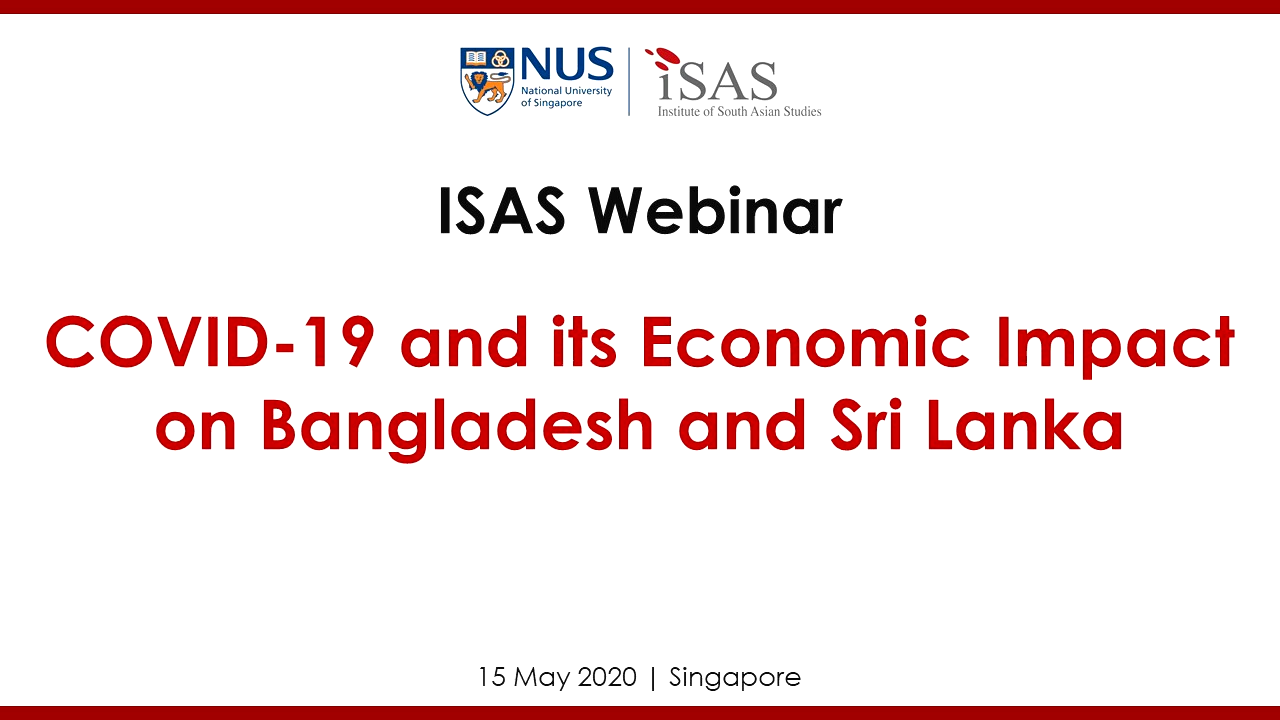 NUS
National University
of Singapore
iSAS
Institute of South Asian Studies
ISAS Webinar
COVID-19 and its Economic Impact
on Bangladesh and Sri Lanka
15 May 2020 | Singapore